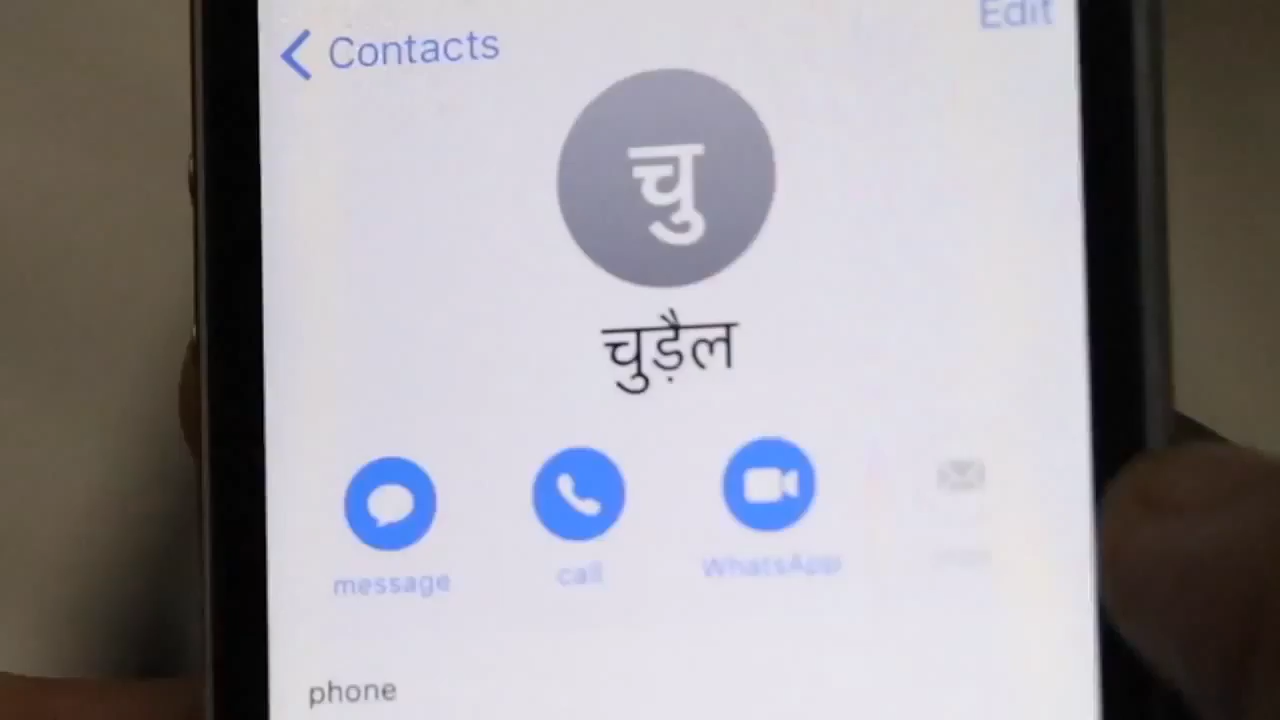 Edit
Contacts
चु
चुड़ैल
message
call
WhatsApp
phone